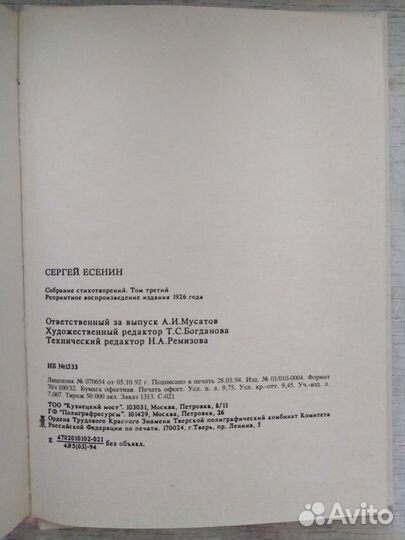 СЕРГЕЙ ЕСЕНИН
Собрание стихотворений. Том третий
Репринтное воспроизведение издания 1926 года
Ответственный за выпуск А.И.Мусатов
Художественный редактор Т.С.Богданова
Технический редактор Н.А.Ремизова
ИБ №1533
Лицензия № 070654 от 05.10.92 г. Подписано в печать 28.03.94. Изд. № 01/010-0004. Формат
70×100/32. Бумага офсетная. Печать офсет. Усл. п л. 9,75. Усл. кр.-отт. 9,45. Уч.-изд. л.
7,067. Тираж 50 000 экз. Заказ 1313. С-021
ТОО "Кузнецкий мост". 103031, Москва, Петровка, 8/11
ГФ "Полиграфресурсы". 101429, Москва, Петровка, 26
Ордена Трудового Красного Знамени Тверской полиграфический комбинат Комитета
Российской Федерации по печати. 170024, г.Тверь, пр. Ленина, 5
Е 4702010102-021
4Я5(03)-94 без объявл.
Avito